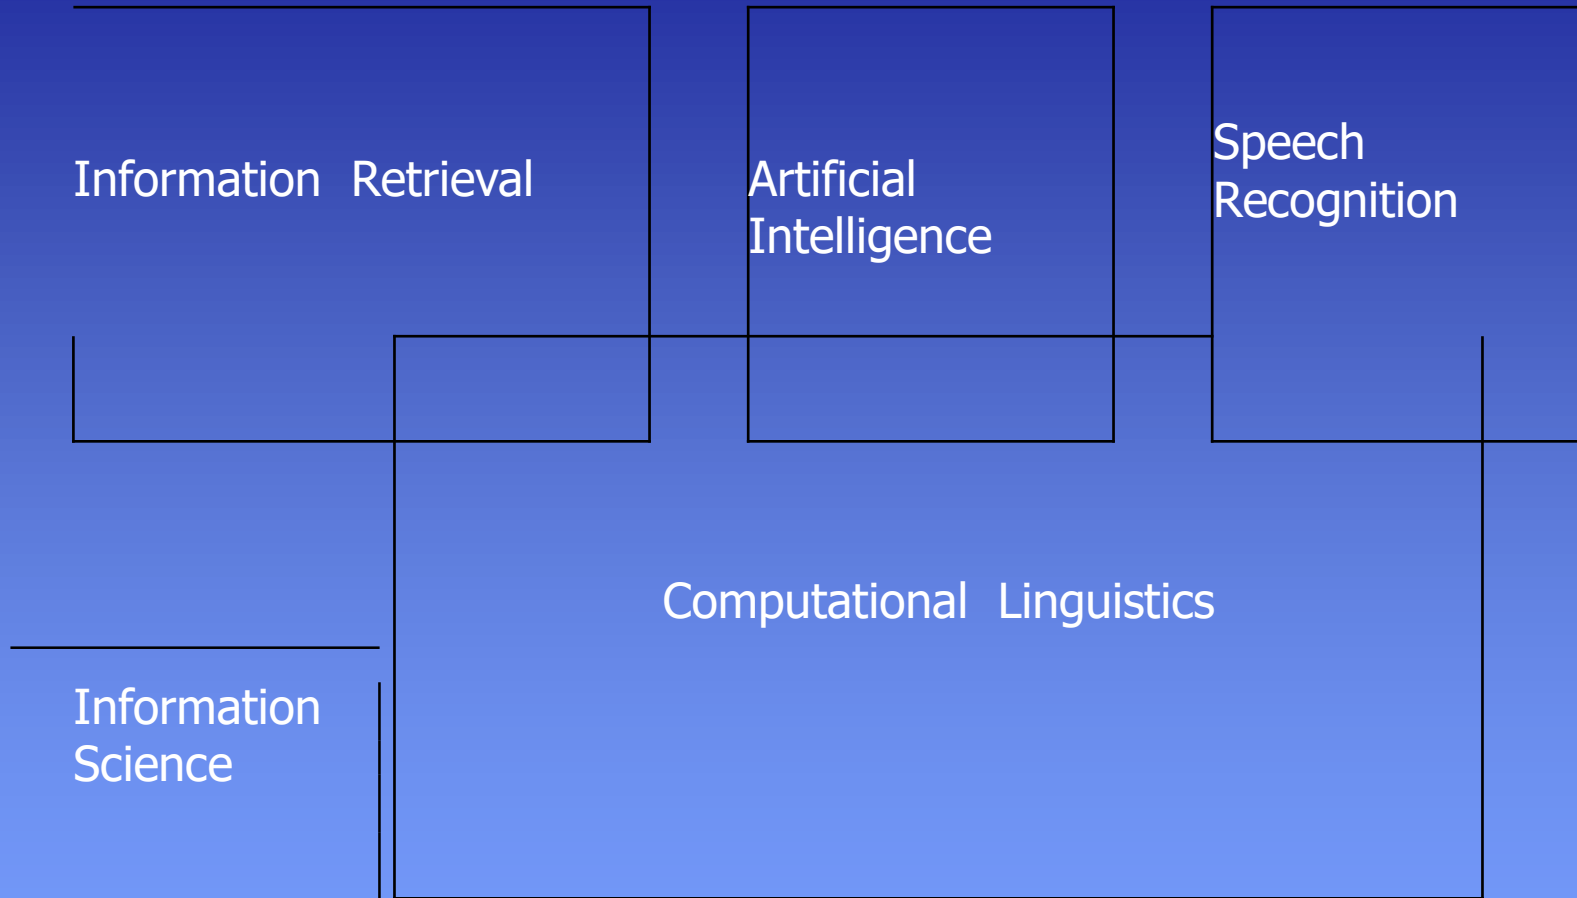 Information Retrieval
Artificial
Intelligence
Speech
Recognition
Computational Linguistics
Information
Science